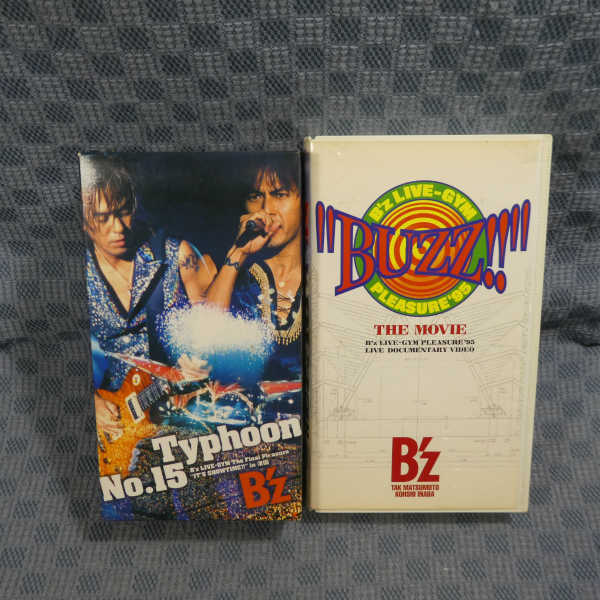 Typhoon
No.15
B'z LIVE-GYM The Final Pleasure
"IT'S SHOWTIME!!" in 渚園
B'z
B'z LIVE-GYM
"BUZZ!!"
PLEASURE'95
THE MOVIE
B'z LIVE-GYM PLEASURE'95
LIVE DOCUMENTARY VIDEO
B'z
TAK MATSUMOTO
KOHSHI INABA